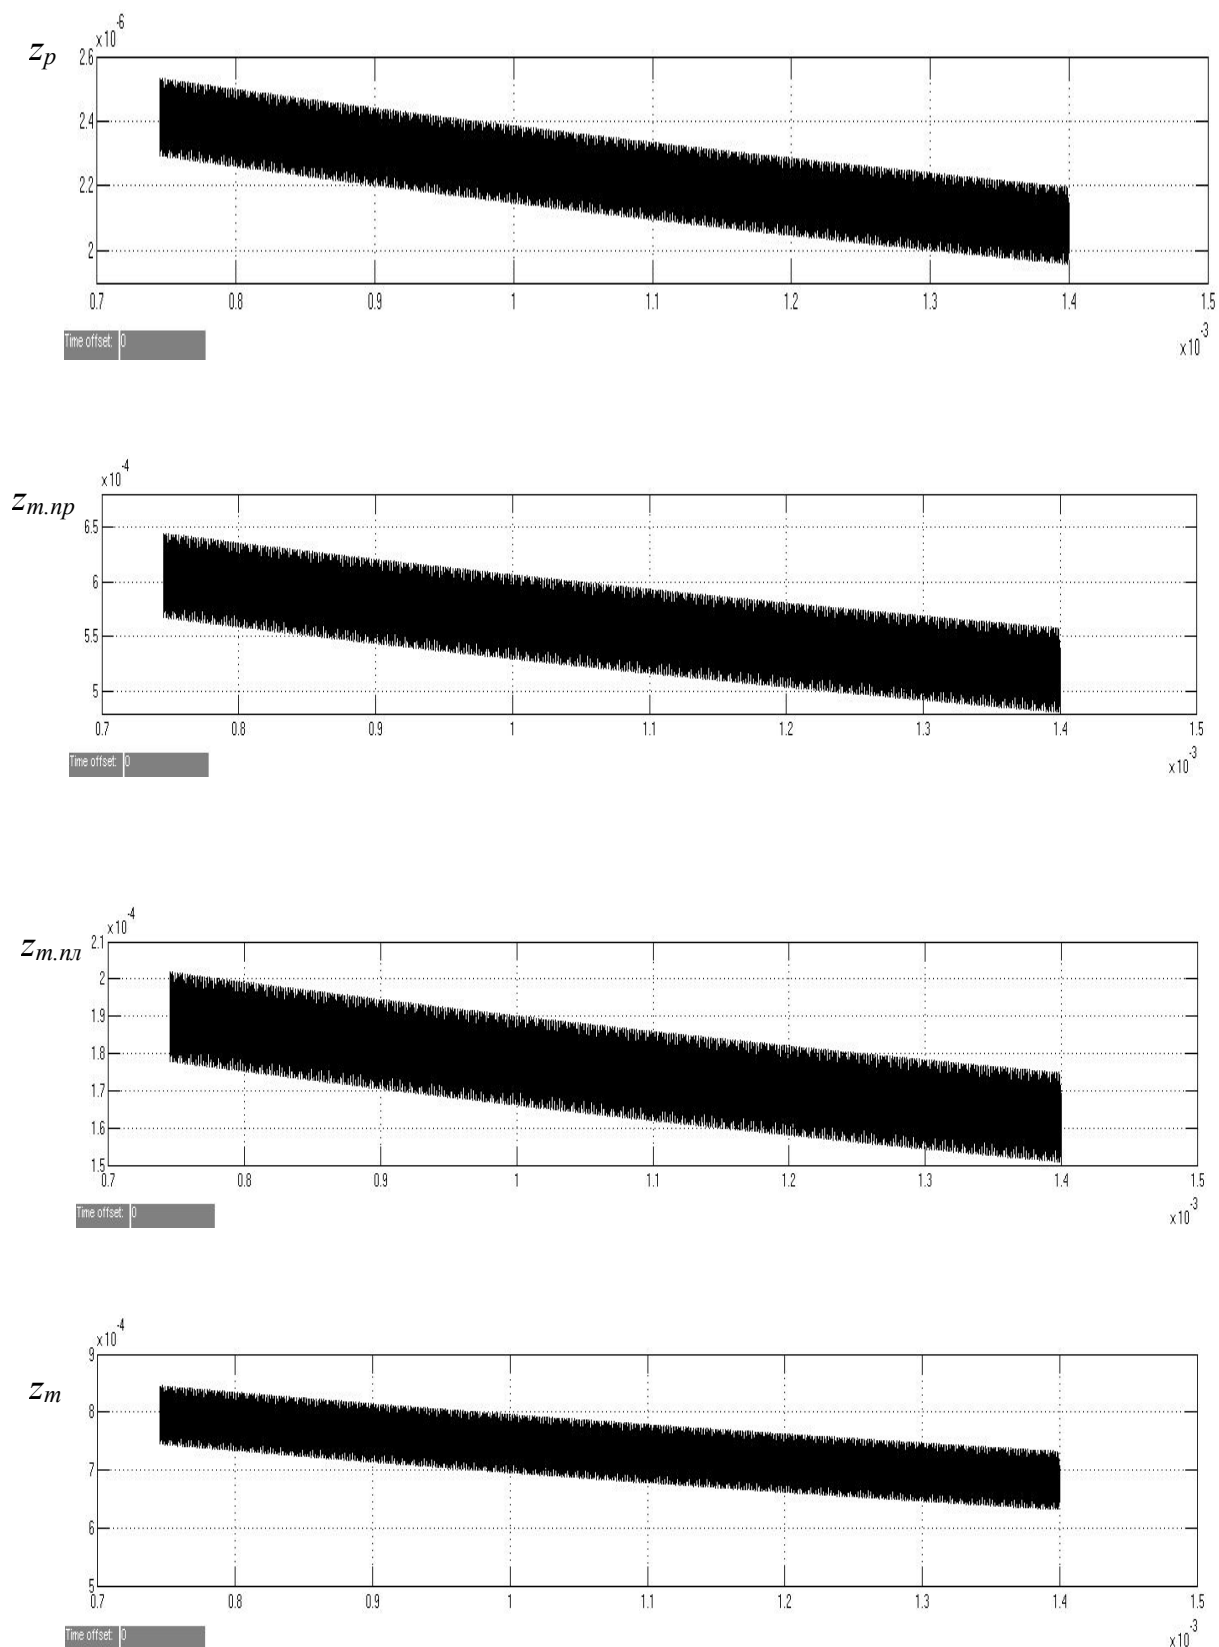 x10^-6
z_p
2.6
2.4
2.2
2
0.7 0.8 0.9 1 1.1 1.2 1.3 1.4 1.5
Time offset: 0
x10^-3
x10^-4
z_m.пр
6.5
6
5.5
5
0.7 0.8 0.9 1 1.1 1.2 1.3 1.4 1.5
Time offset: 0
x10^-3
x10^-4
z_m.пл
2.1
2
1.9
1.8
1.7
1.6
1.5
0.7 0.8 0.9 1 1.1 1.2 1.3 1.4 1.5
Time offset: 0
x10^-3
x10^-4
9
z_m
8
7
6
5
0.7 0.8 0.9 1 1.1 1.2 1.3 1.4 1.5
Time offset: 0
x10^-3